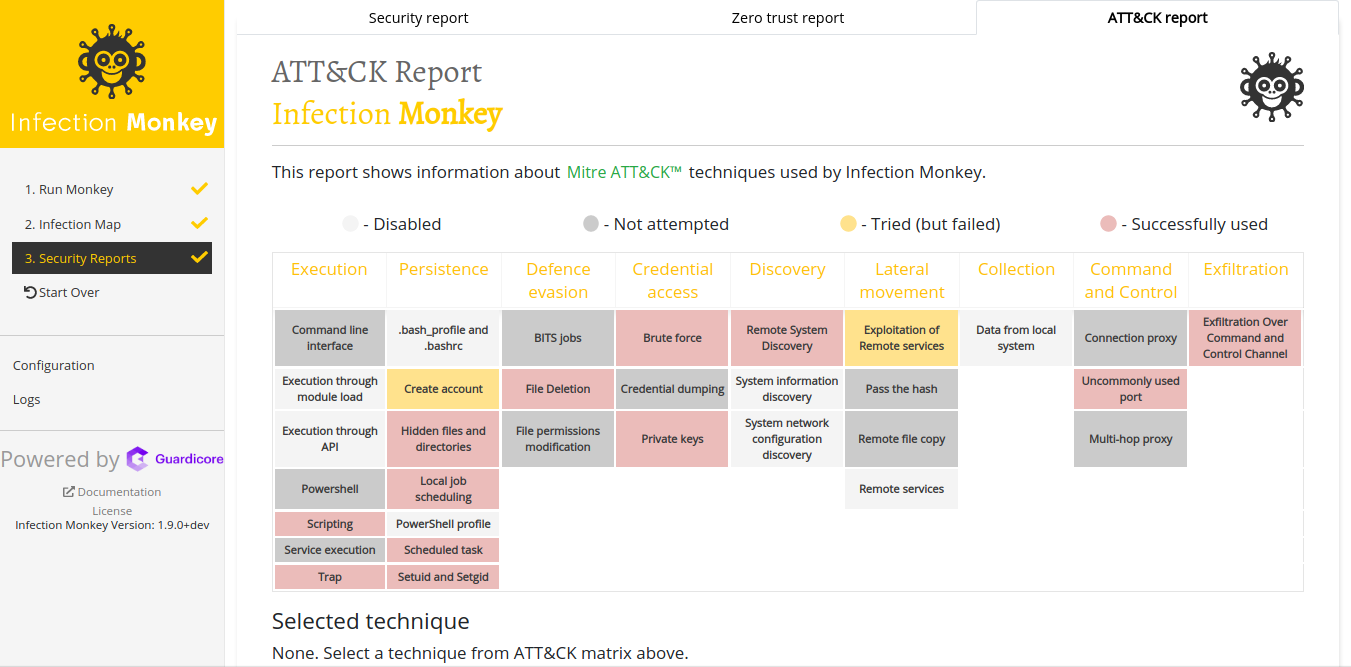 Infection Monkey
1. Run Monkey
2. Infection Map
3. Security Reports
Start Over
Configuration
Logs
Powered by Guardicore
Documentation
License
Infection Monkey Version: 1.9.0+dev
Security report
Zero trust report
ATT&CK report
ATT&CK Report
Infection Monkey
This report shows information about Mitre ATT&CK™ techniques used by Infection Monkey.
- Disabled
- Not attempted
- Tried (but failed)
- Successfully used
Execution
Persistence
Defence
evasion
Credential
access
Discovery
Lateral
movement
Collection
Command
and Control
Exfiltration
Command line
interface
.bash_profile and
.bashrc
BITS jobs
Brute force
Remote System
Discovery
Exploitation of
Remote services
Data from local
system
Connection proxy
Exfiltration Over
Command and
Control Channel
Execution through
module load
Create account
File Deletion
Credential dumping
System information
discovery
Pass the hash
Uncommonly used
port
Execution through
API
Hidden files and
directories
File permissions
modification
Private keys
System network
configuration
discovery
Remote file copy
Multi-hop proxy
Powershell
Local job
scheduling
Remote services
Scripting
PowerShell profile
Service execution
Scheduled task
Trap
Setuid and Setgid
Selected technique
None. Select a technique from ATT&CK matrix above.